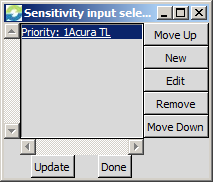 Sensitivity input sele...
Priority: 1Acura TL
Move Up
New
Edit
Remove
Move Down
Update
Done